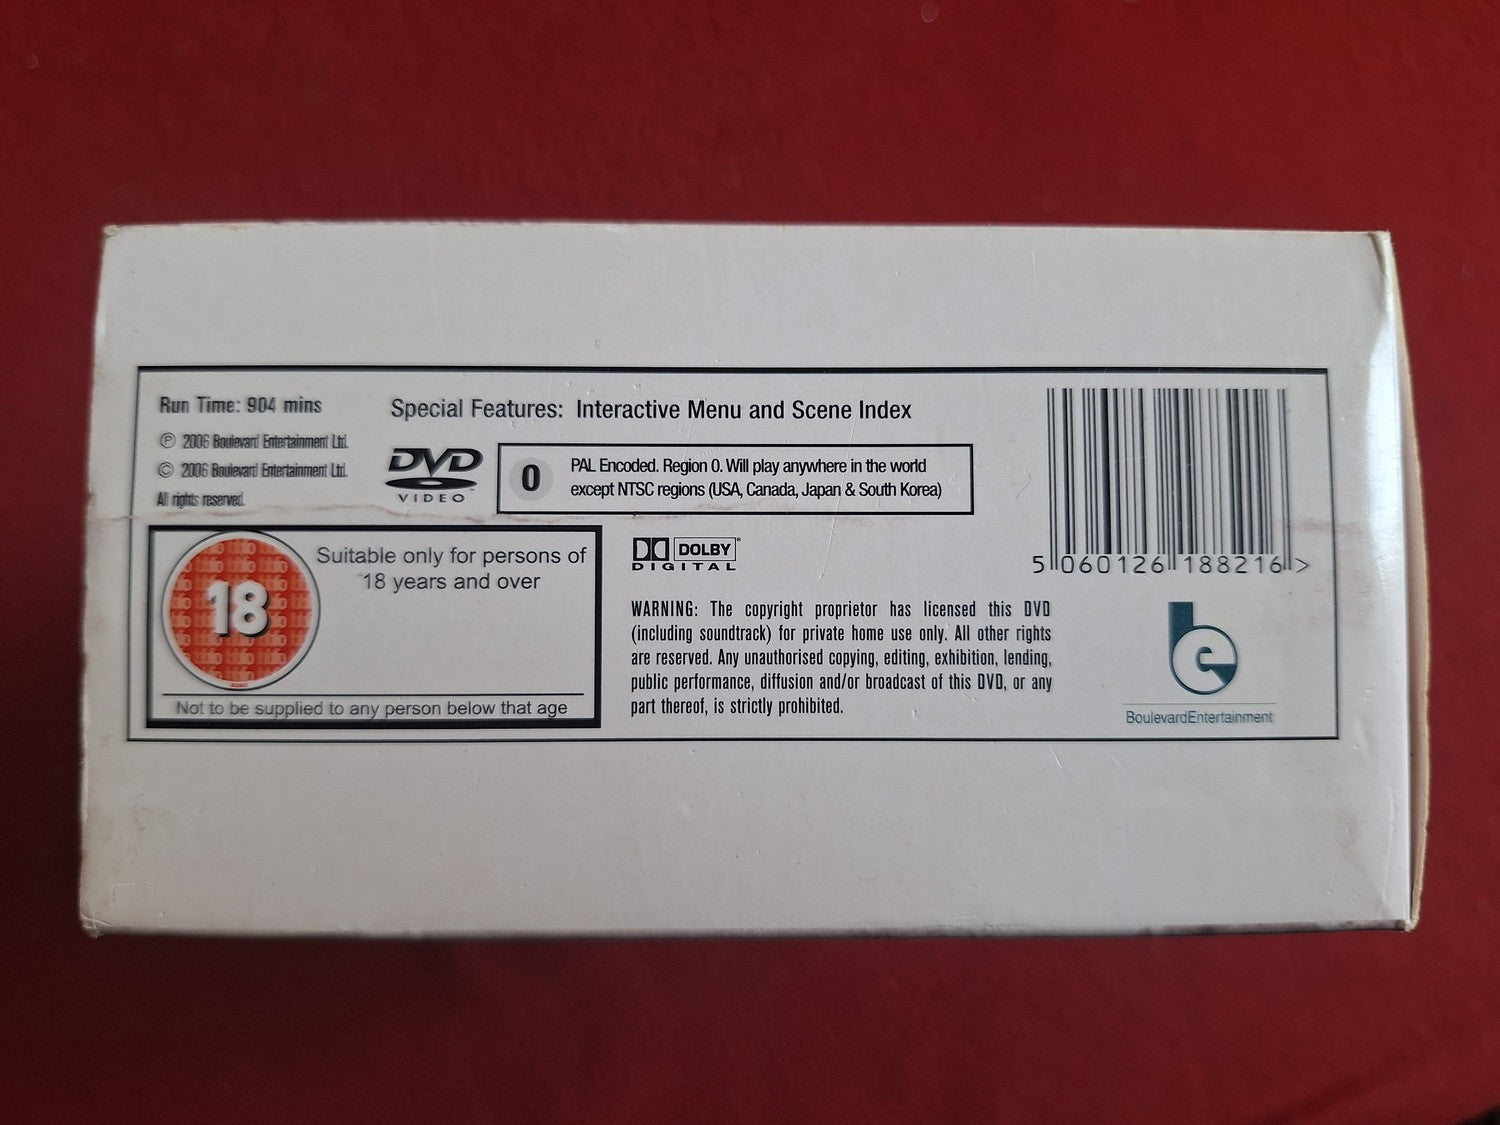 Run Time: 904 mins
℗ 2006 Boulevard Entertainment Ltd.
© 2006 Boulevard Entertainment Ltd.
All rights reserved.
Special Features: Interactive Menu and Scene Index
DVD
VIDEO™
0
PAL Encoded. Region 0. Will play anywhere in the world
except NTSC regions (USA, Canada, Japan & South Korea)
18
Suitable only for persons of
18 years and over
Not to be supplied to any person below that age
DOLBY®
DIGITAL
WARNING: The copyright proprietor has licensed this DVD
(including soundtrack) for private home use only. All other rights
are reserved. Any unauthorised copying, editing, exhibition, lending,
public performance, diffusion and/or broadcast of this DVD, or any
part thereof, is strictly prohibited.
5 060126 188216 >
be
BoulevardEntertainment